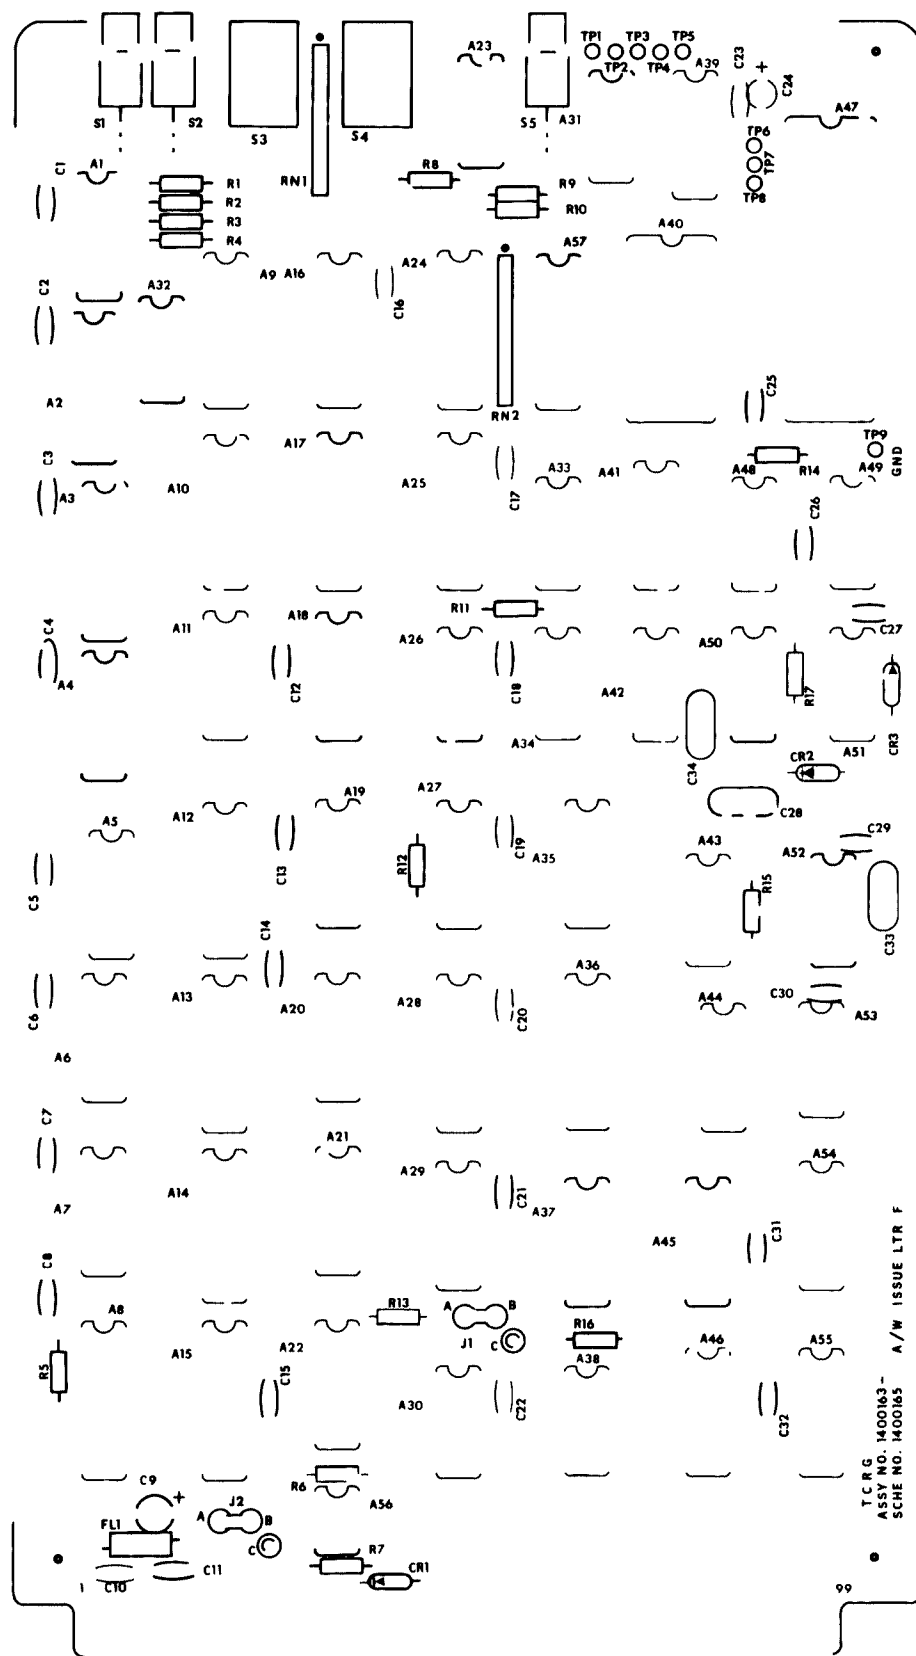 TP1 TP3 TP5
A23 TP2 TP4 A39 C23 C24 +
S1 S2 S3 S4 S5 A31 A47
TP6
TP7
TP8
C1 A1 RN1 R8
R1 R9
R2 R10
R3
R4
A40
A9 A16 A24 A57
C2 A32 C16
A2 RN2 C25
C3 A17 TP9
GND
A3 A10 A25 C17 A33 A41 A48 R14 A49
C26
R11
C4 A11 A18 A26 A50 C27
A4 C12 C18 A42 R17
A34 C34 A51 CR3
CR2
A5 A12 A19 A27 C28
C29
C13 C19 A35 A43 A52
C5 R12 R15
C14 C33
A36
C6 A13 A20 A28 C20 A44 C30 A53
A6
C7 A21
A14 A29 C21 A54
A7 A37
A45 C31
C8
A8 R13 A B R16
J1 C
A15 A22 A38 A46 A55
R5 C15 A30 C22 C32
A/W ISSUE LTR F
TCRG
ASSY NO. 1400163-
SCHE NO. 1400165
C9 R6 A56
+ J2
A B
FL1 C R7
C10 C11 CR1
1 99